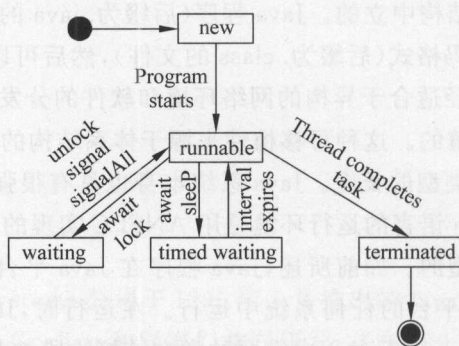 new
Program
starts
runnable
unlock
signal
signalAll
await
lock
await
sleeP
interval
expires
Thread completes
task
waiting
timed waiting
terminated